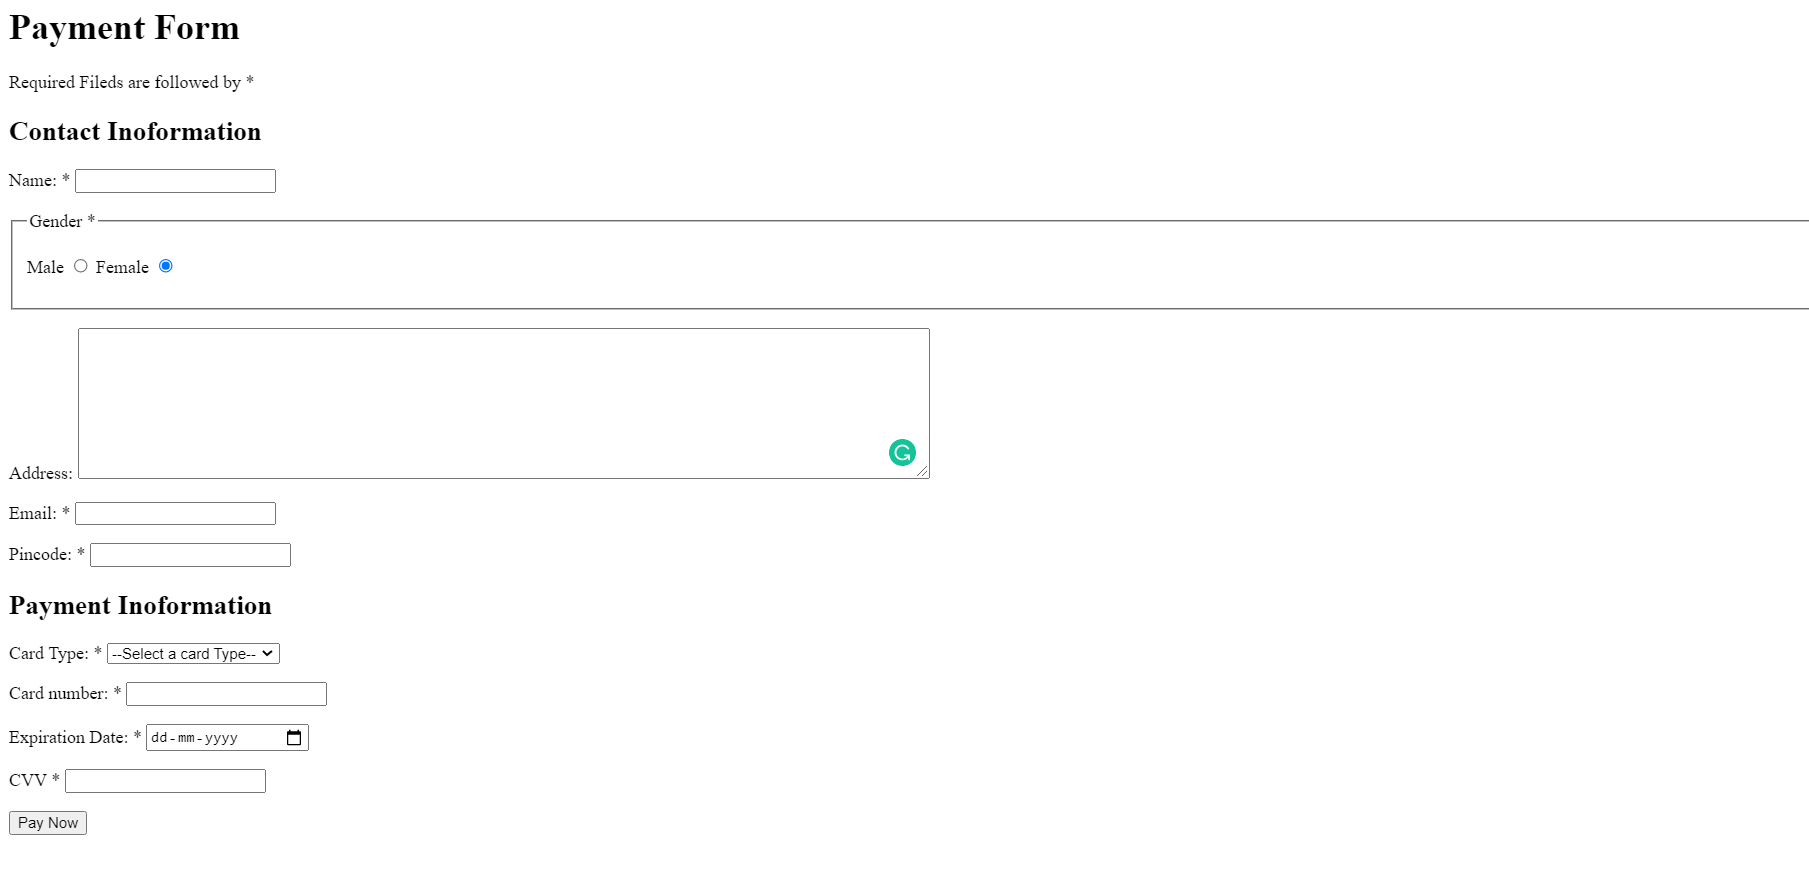 Payment Form
Required Fileds are followed by *
Contact Inoformation
Name: *
Gender *
Male Female
Address:
Email: *
Pincode: *
Payment Inoformation
Card Type: * --Select a card Type--
Card number: *
Expiration Date: * dd-mm-yyyy
CVV *
Pay Now